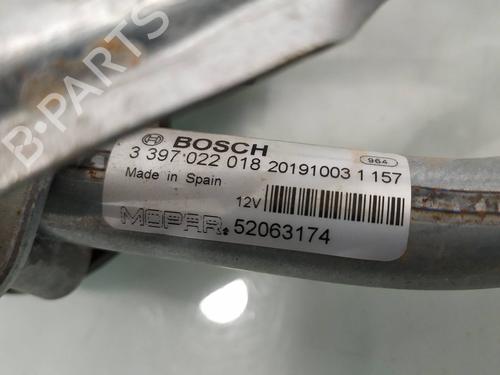 B-PARTS
BOSCH
964
3 397 022 018 20191003 1 157
Made in Spain
12V
MOPAR. 52063174